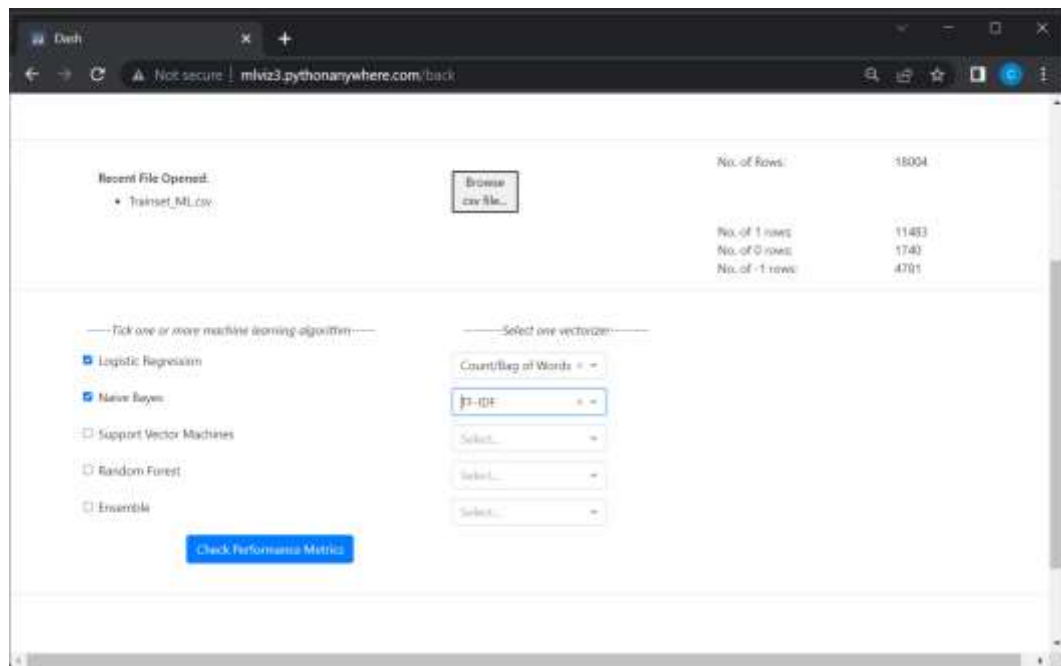 Dash
Not secure | mlviz3.pythonanywhere.com/back
Recent File Opened:
• Trainset_ML.csv
Browse
csv file...
No. of Rows: 18004
No. of 1 rows: 11483
No. of 0 rows: 1740
No. of -1 rows: 4781
------Tick one or more machine learning algorithm------
----------Select one vectorizer----------
Logistic Regression
Count/Bag of Words × 
Naive Bayes
TF-IDF ×
Support Vector Machines
Select...
Random Forest
Select...
Ensemble
Select...
Check Performance Metrics